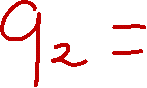 q₂ =